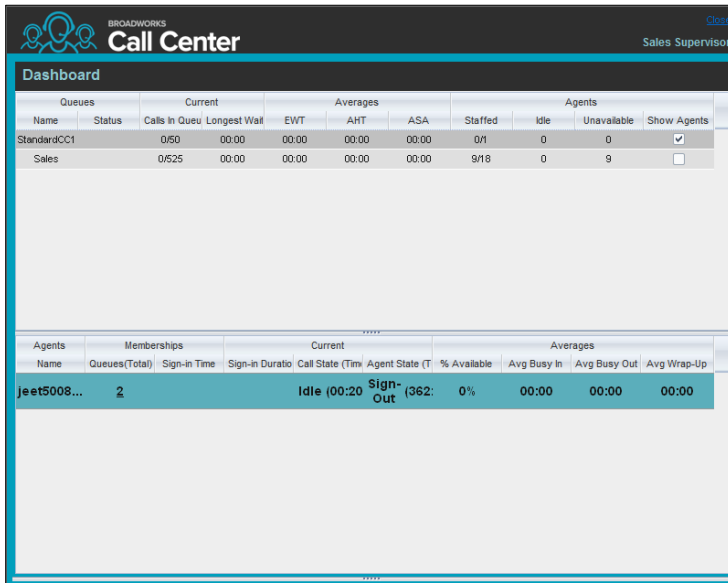 BROADWORKS
Call Center
Close
Sales Supervisor
Dashboard
Queues Current Averages Agents
Name Status Calls In Queu Longest Wait EWT AHT ASA Staffed Idle Unavailable Show Agents
StandardCC1 0/50 00:00 00:00 00:00 00:00 0/1 0 0
Sales 0/525 00:00 00:00 00:00 00:00 9/18 0 9
Agents Memberships Current Averages
Name Queues(Total) Sign-in Time Sign-in Duratio Call State (Tim Agent State (T % Available Avg Busy In Avg Busy Out Avg Wrap-Up
jeet5008... 2 Idle (00:20 Sign-Out (362: 0% 00:00 00:00 00:00